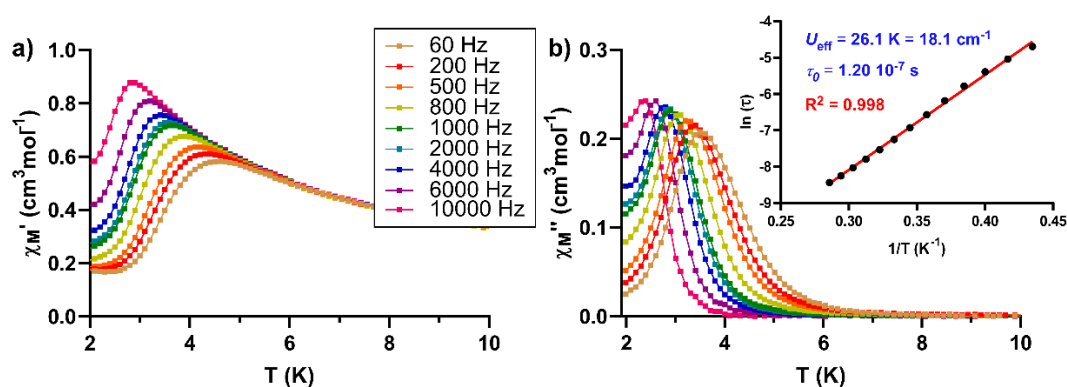 a)
χM' (cm³mol⁻¹)
1.0
0.8
0.6
0.4
0.2
0.0
2 4 6 8 10
T (K)
60 Hz
200 Hz
500 Hz
800 Hz
1000 Hz
2000 Hz
4000 Hz
6000 Hz
10000 Hz
b)
χM'' (cm³mol⁻¹)
0.3
0.2
0.1
0.0
2 4 6 8 10
T (K)
ln (τ)
-4
-5
-6
-7
-8
-9
0.25 0.30 0.35 0.40 0.45
1/T (K⁻¹)
Ueff = 26.1 K = 18.1 cm⁻¹
τ0 = 1.20 10⁻⁷ s
R² = 0.998